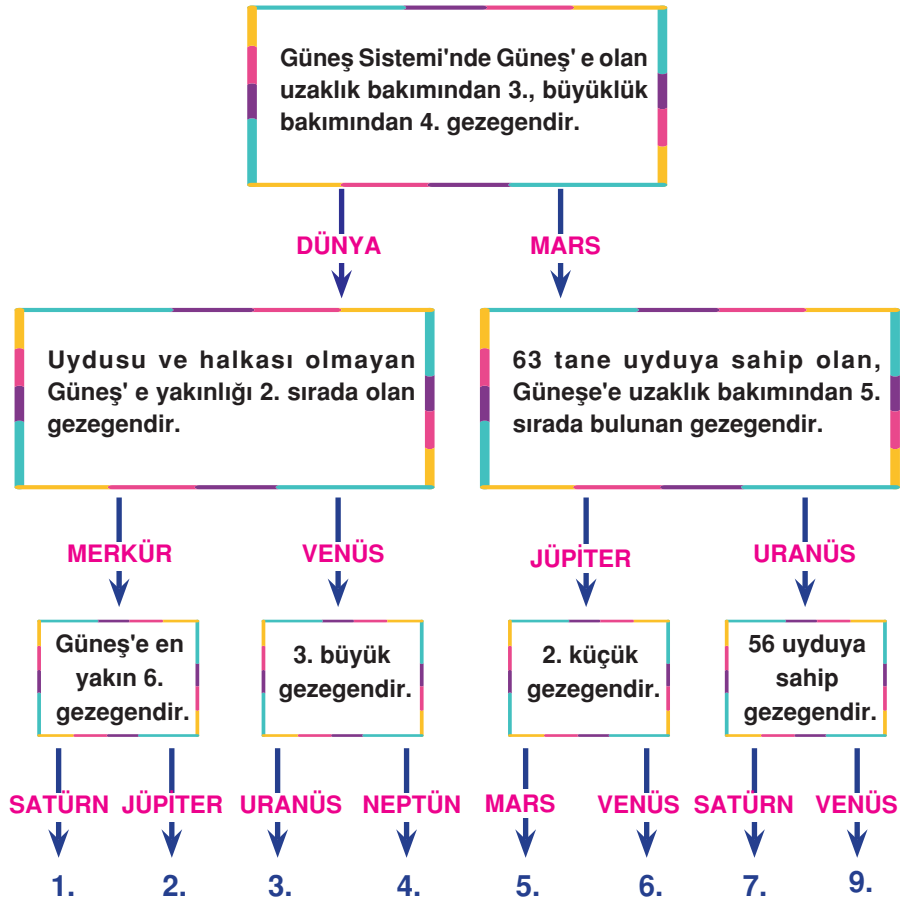 Güneş Sistemi'nde Güneş' e olan
uzaklık bakımından 3., büyüklük
bakımından 4. gezegendir.
DÜNYA
MARS
Uydusu ve halkası olmayan
Güneş' e yakınlığı 2. sırada olan
gezegendir.
63 tane uyduya sahip olan,
Güneşe'e uzaklık bakımından 5.
sırada bulunan gezegendir.
MERKÜR
VENÜS
JÜPİTER
URANÜS
Güneş'e en
yakın 6.
gezegendir.
3. büyük
gezegendir.
2. küçük
gezegendir.
56 uyduya
sahip
gezegendir.
SATÜRN
JÜPİTER
URANÜS
NEPTÜN
MARS
VENÜS
SATÜRN
VENÜS
1.
2.
3.
4.
5.
6.
7.
9.